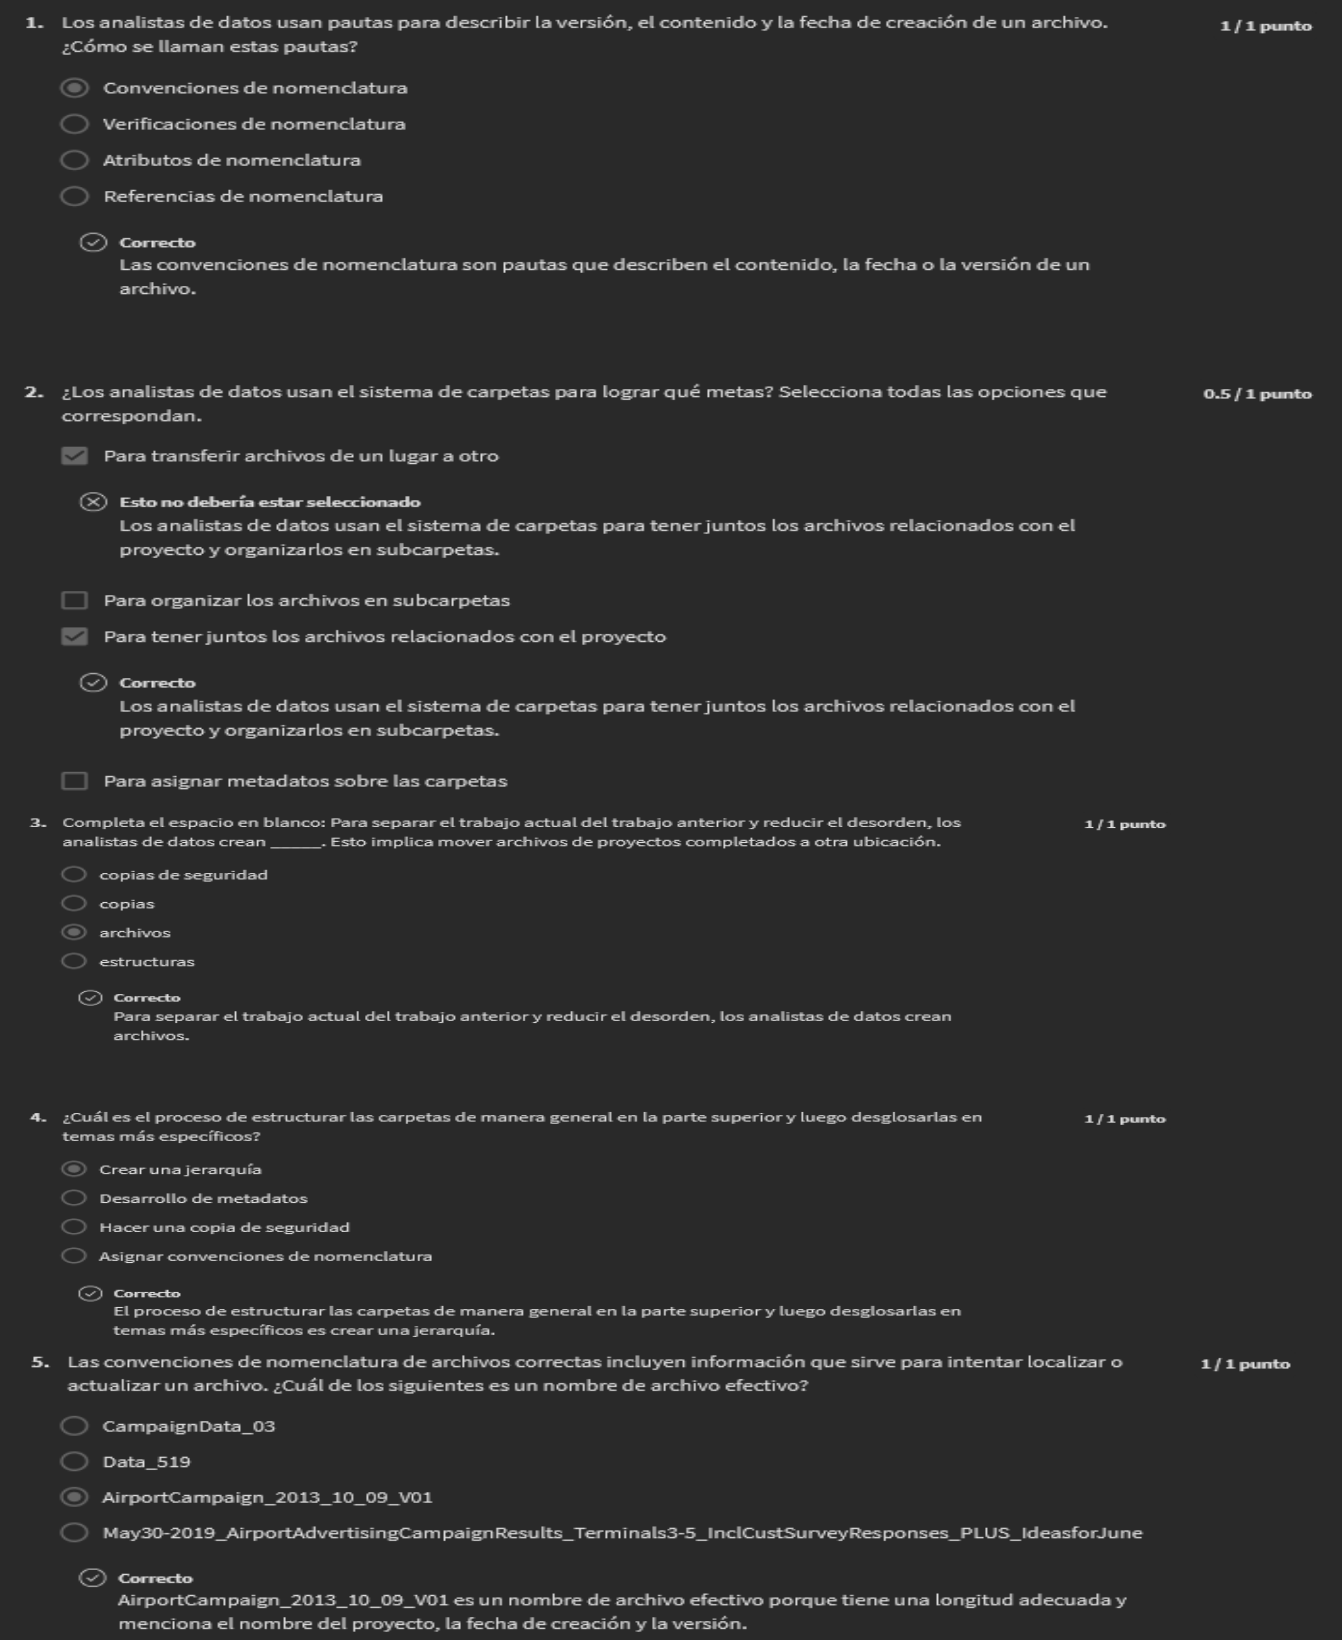 1. Los analistas de datos usan pautas para describir la versión, el contenido y la fecha de creación de un archivo. 1 / 1 punto
¿Cómo se llaman estas pautas?
Convenciones de nomenclatura
Verificaciones de nomenclatura
Atributos de nomenclatura
Referencias de nomenclatura
Correcto
Las convenciones de nomenclatura son pautas que describen el contenido, la fecha o la versión de un
archivo.
2. ¿Los analistas de datos usan el sistema de carpetas para lograr qué metas? Selecciona todas las opciones que 0.5 / 1 punto
correspondan.
Para transferir archivos de un lugar a otro
Esto no debería estar seleccionado
Los analistas de datos usan el sistema de carpetas para tener juntos los archivos relacionados con el
proyecto y organizarlos en subcarpetas.
Para organizar los archivos en subcarpetas
Para tener juntos los archivos relacionados con el proyecto
Correcto
Los analistas de datos usan el sistema de carpetas para tener juntos los archivos relacionados con el
proyecto y organizarlos en subcarpetas.
Para asignar metadatos sobre las carpetas
3. Completa el espacio en blanco: Para separar el trabajo actual del trabajo anterior y reducir el desorden, los 1 / 1 punto
analistas de datos crean ______. Esto implica mover archivos de proyectos completados a otra ubicación.
copias de seguridad
copias
archivos
estructuras
Correcto
Para separar el trabajo actual del trabajo anterior y reducir el desorden, los analistas de datos crean
archivos.
4. ¿Cuál es el proceso de estructurar las carpetas de manera general en la parte superior y luego desglosarlas en 1 / 1 punto
temas más específicos?
Crear una jerarquía
Desarrollo de metadatos
Hacer una copia de seguridad
Asignar convenciones de nomenclatura
Correcto
El proceso de estructurar las carpetas de manera general en la parte superior y luego desglosarlas en
temas más específicos es crear una jerarquía.
5. Las convenciones de nomenclatura de archivos correctas incluyen información que sirve para intentar localizar o 1 / 1 punto
actualizar un archivo. ¿Cuál de los siguientes es un nombre de archivo efectivo?
CampaignData_03
Data_519
AirportCampaign_2013_10_09_V01
May30-2019_AirportAdvertisingCampaignResults_Terminals3-5_InclCustSurveyResponses_PLUS_IdeasforJune
Correcto
AirportCampaign_2013_10_09_V01 es un nombre de archivo efectivo porque tiene una longitud adecuada y
menciona el nombre del proyecto, la fecha de creación y la versión.